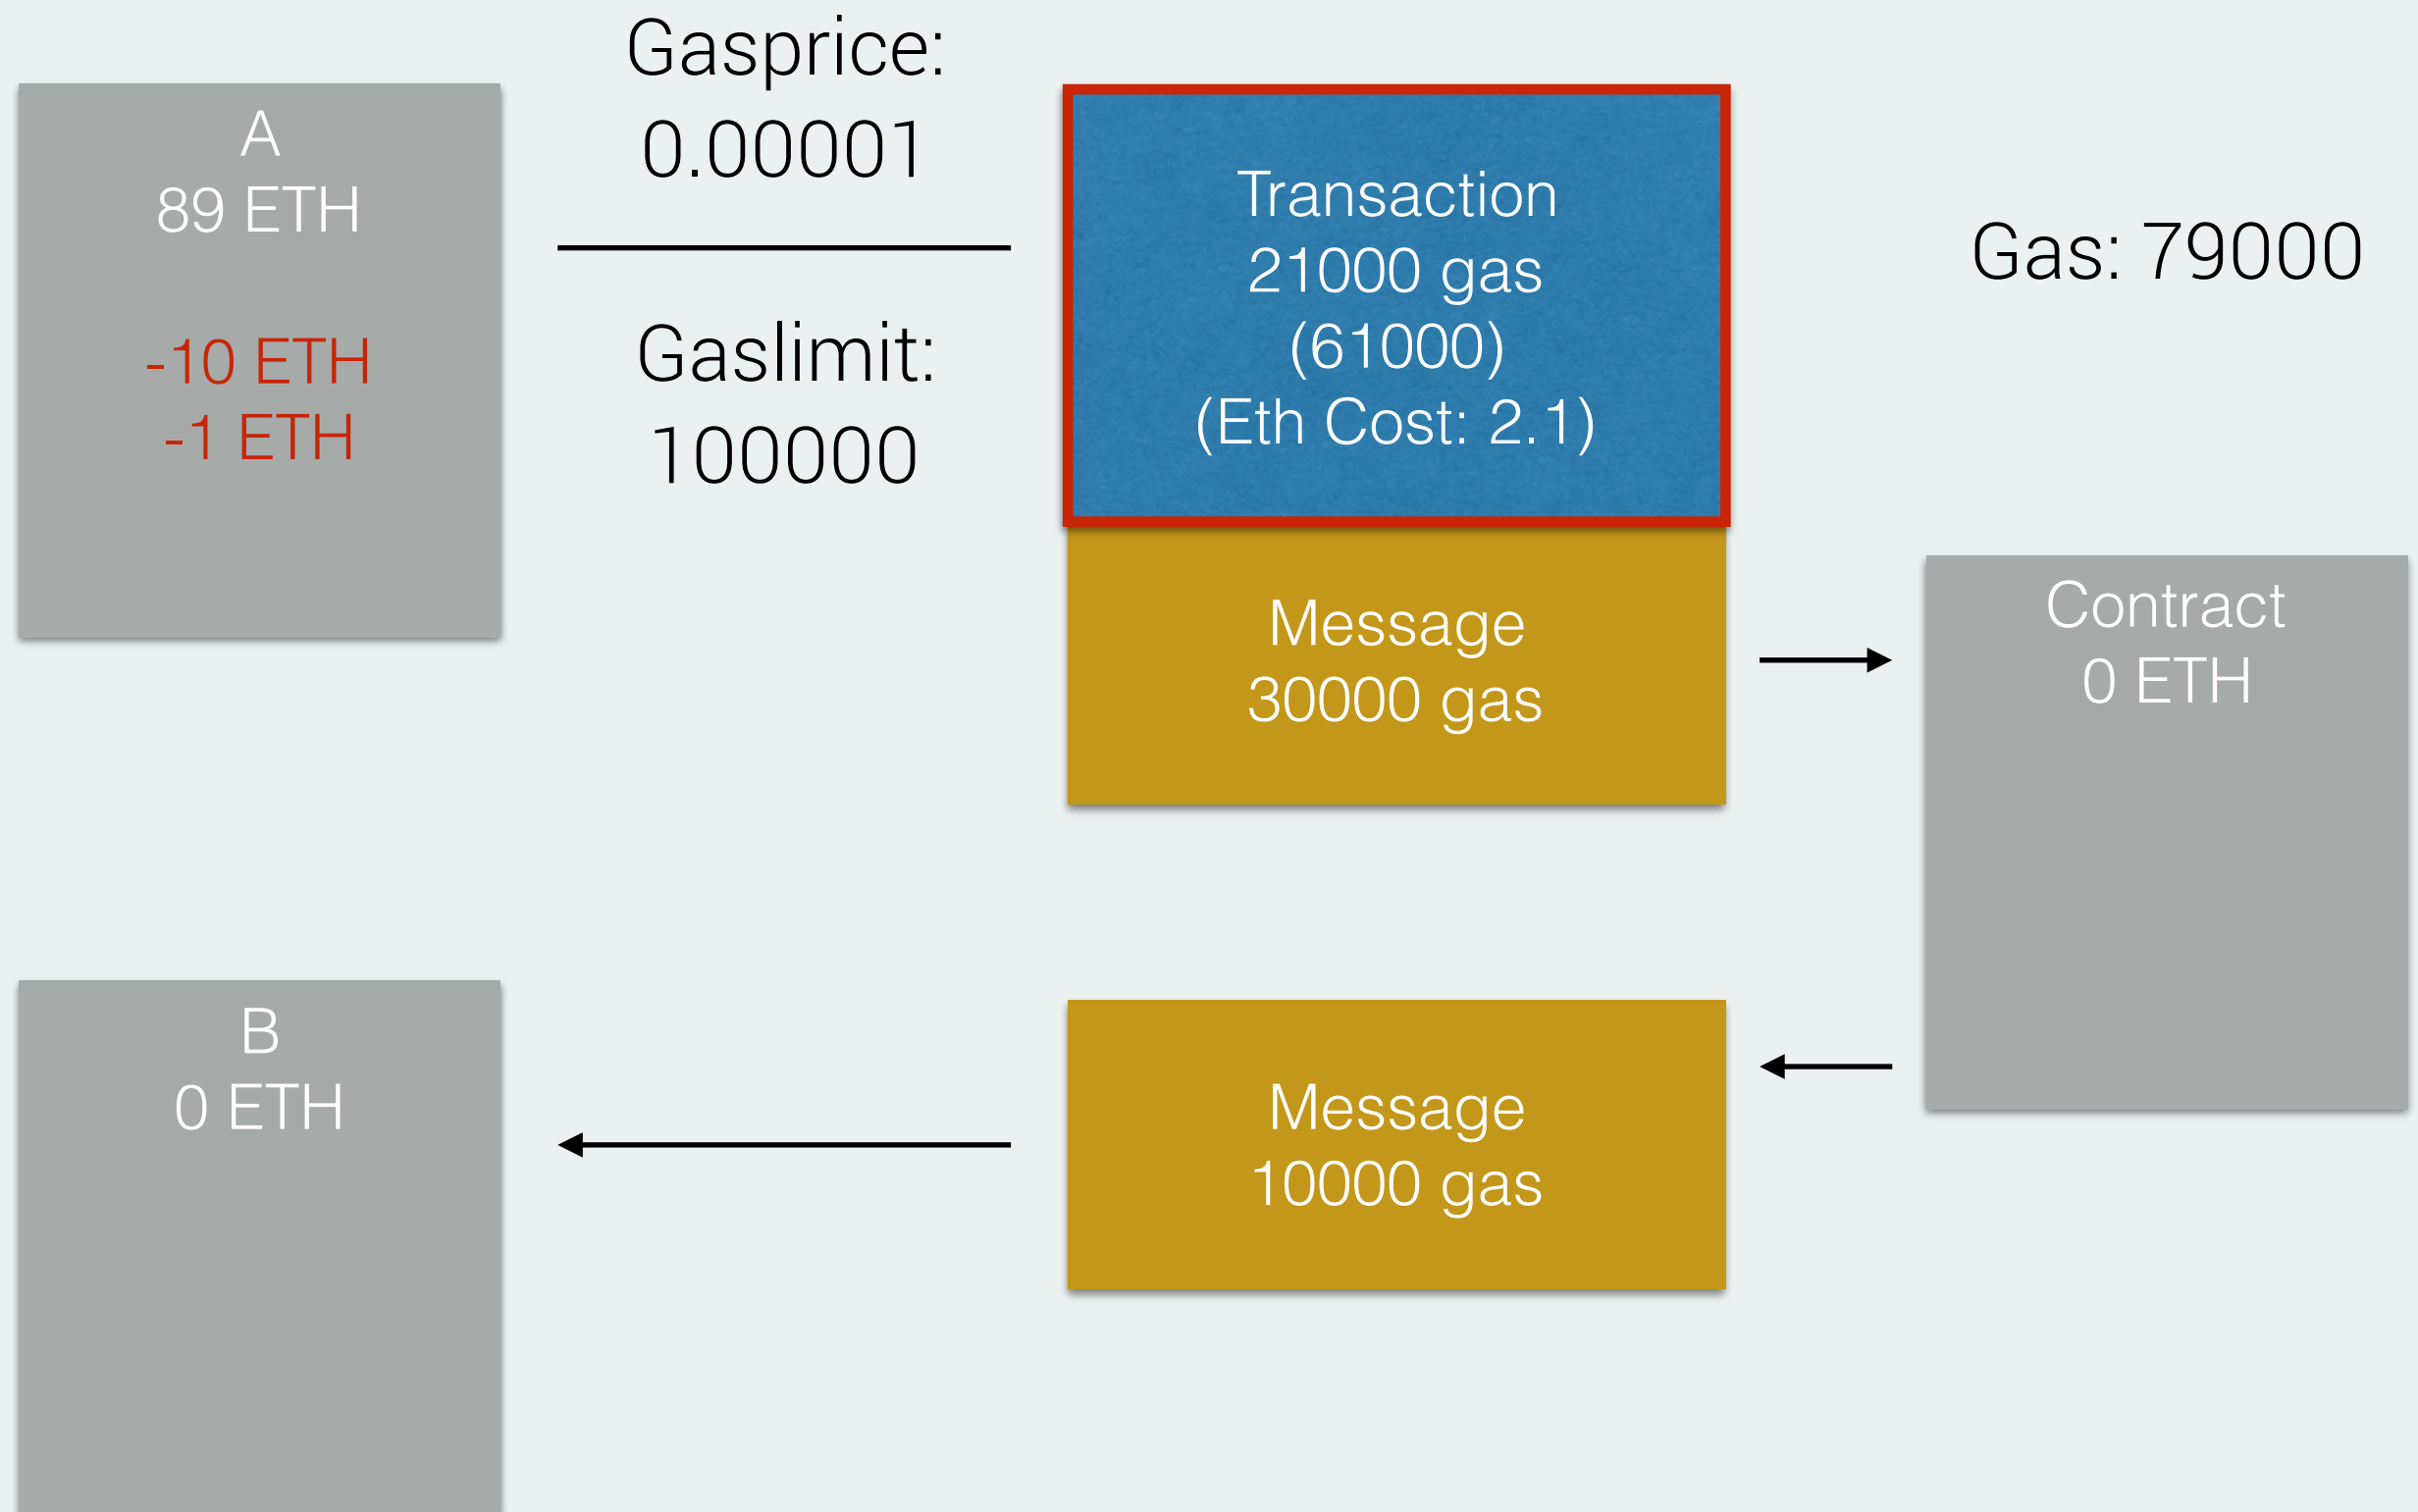 A
89 ETH
-10 ETH
-1 ETH
Gasprice:
0.00001
Gaslimit:
100000
Transaction
21000 gas
(61000)
(Eth Cost: 2.1)
Gas: 79000
Message
30000 gas
Contract
0 ETH
B
0 ETH
Message
10000 gas